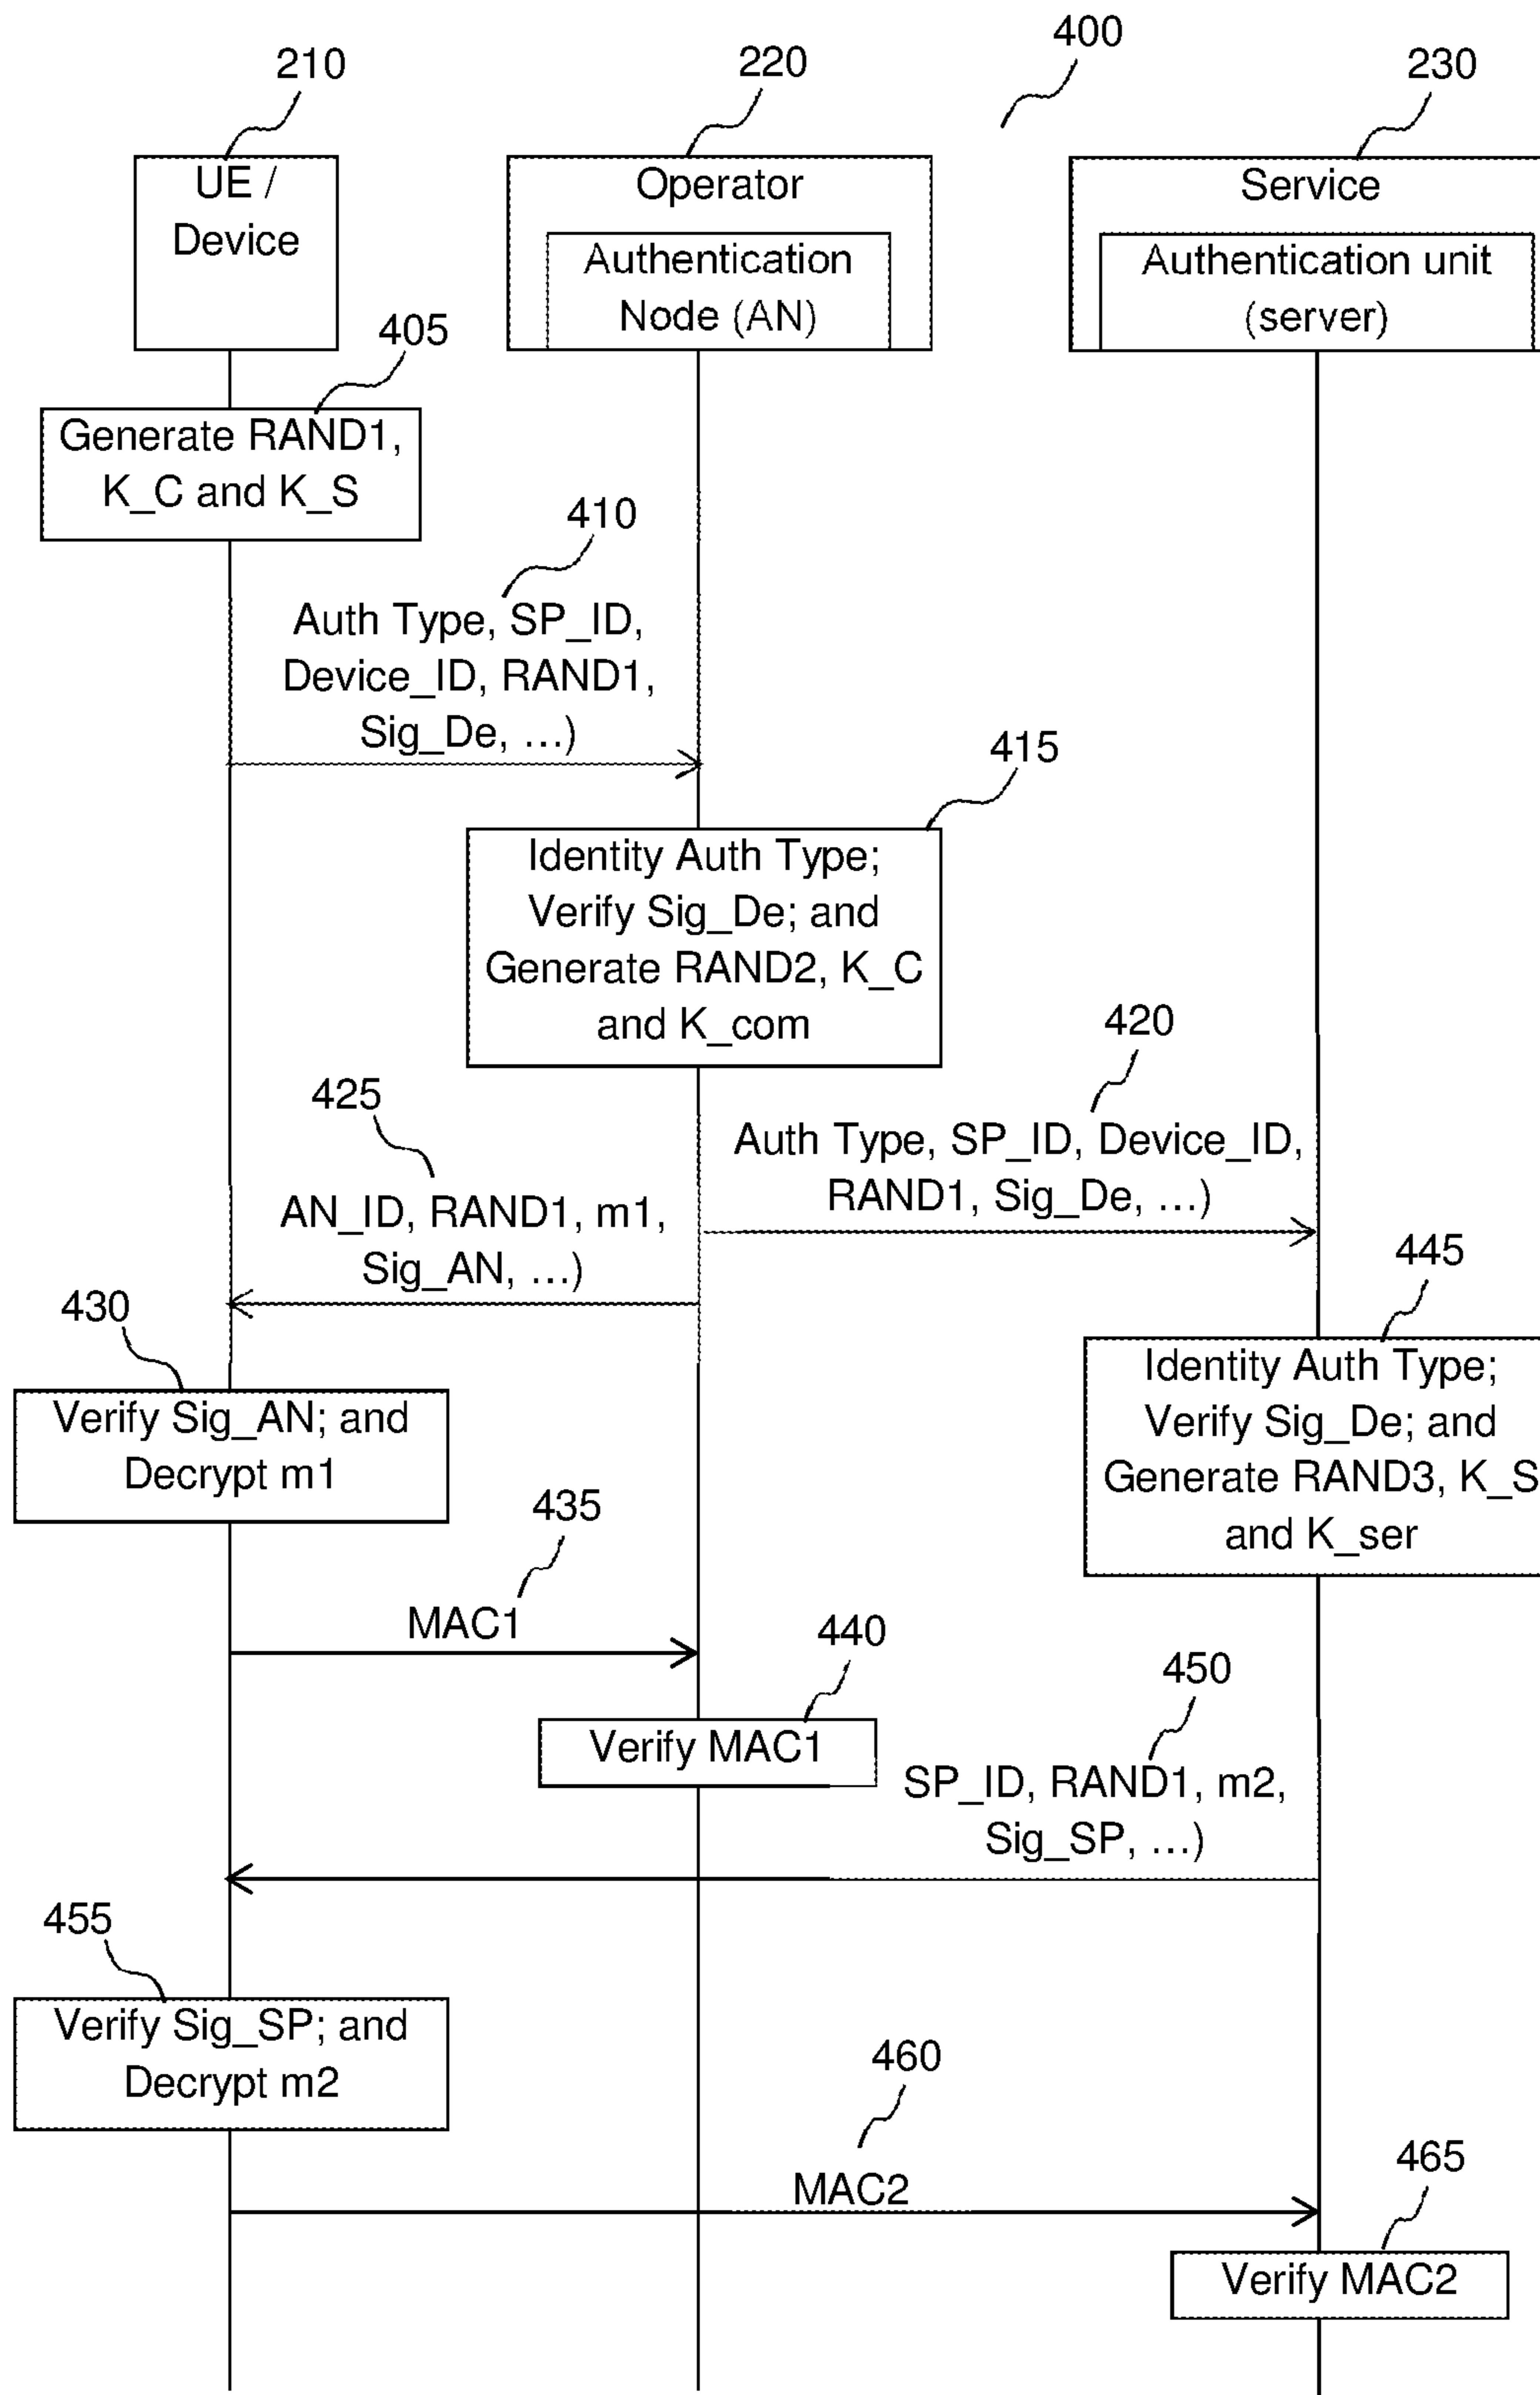 400
210
220
230
UE /
Device
Operator
Authentication
Node (AN)
Service
Authentication unit
(server)
405
Generate RAND1,
K_C and K_S
410
Auth Type, SP_ID,
Device_ID, RAND1,
Sig_De, ...)
415
Identity Auth Type;
Verify Sig_De; and
Generate RAND2, K_C
and K_com
420
Auth Type, SP_ID, Device_ID,
RAND1, Sig_De, ...)
425
AN_ID, RAND1, m1,
Sig_AN, ...)
430
Verify Sig_AN; and
Decrypt m1
445
Identity Auth Type;
Verify Sig_De; and
Generate RAND3, K_S
and K_ser
435
MAC1
440
Verify MAC1
450
SP_ID, RAND1, m2,
Sig_SP, ...)
455
Verify Sig_SP; and
Decrypt m2
460
MAC2
465
Verify MAC2